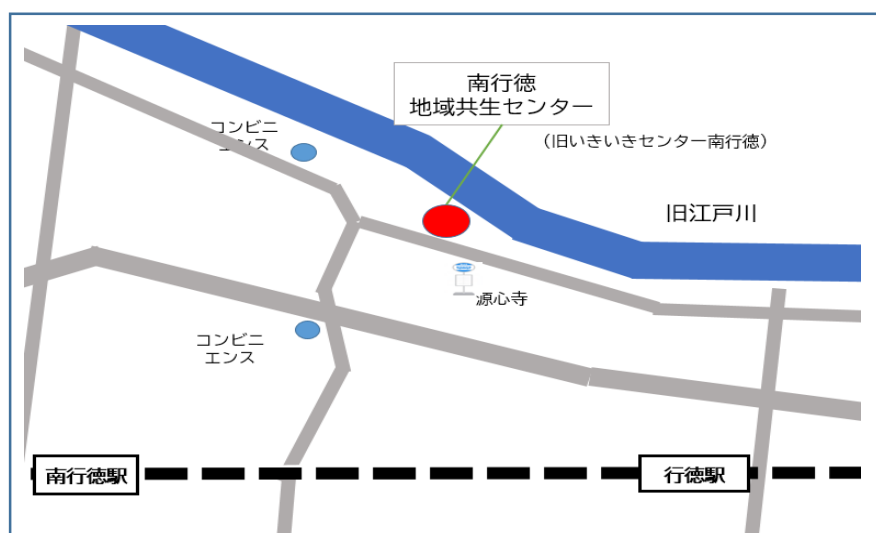 南行徳
地域共生センター
コンビニ
エンス
（旧いきいきセンター南行徳）
旧江戸川
源心寺
コンビニ
エンス
南行徳駅
行徳駅